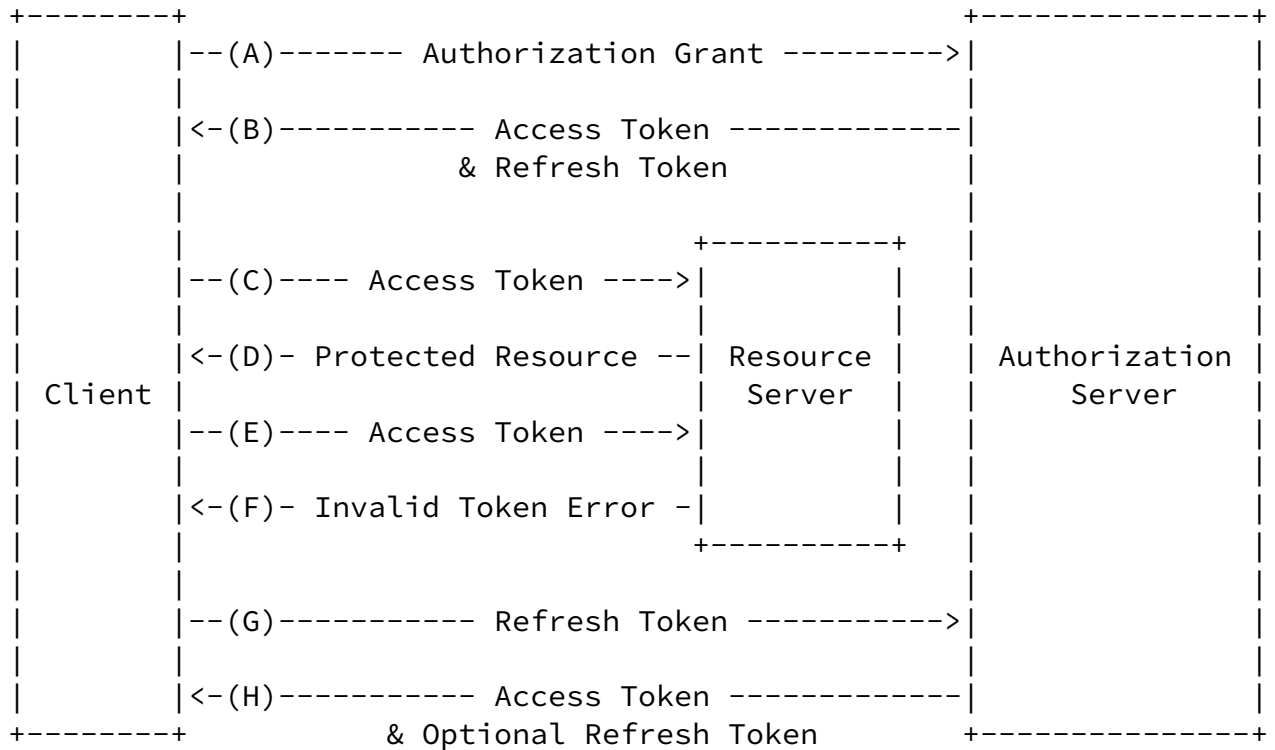 --(A)------- Authorization Grant --------->
<-(B)----------- Access Token -------------
& Refresh Token
--(C)---- Access Token ---->
<-(D)- Protected Resource --| Resource | Authorization
Client | Server | Server
--(E)---- Access Token ---->
<-(F)- Invalid Token Error -
--(G)----------- Refresh Token ----------->
<-(H)----------- Access Token -------------
& Optional Refresh Token